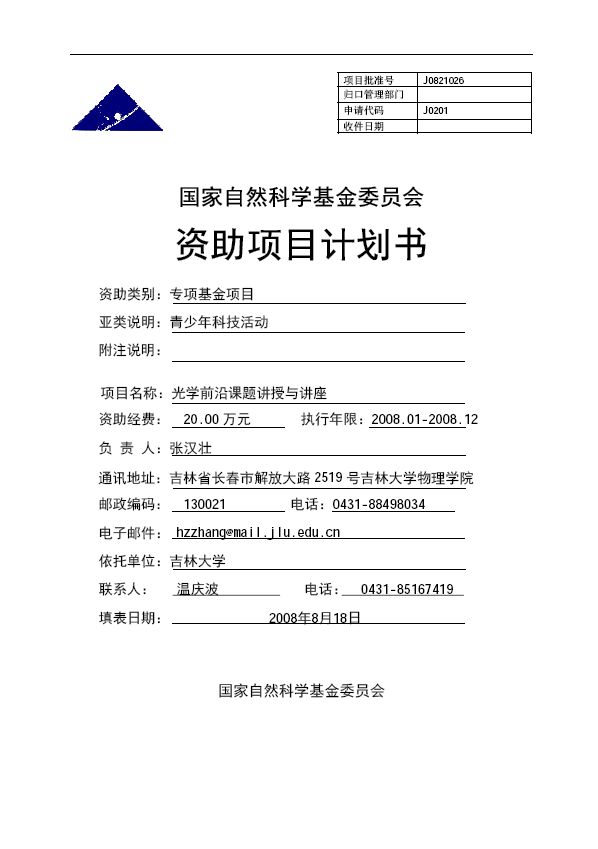 项目批准号 J0821026
归口管理部门
申请代码 J0201
收件日期
国家自然科学基金委员会
资助项目计划书
资助类别：专项基金项目
亚类说明：青少年科技活动
附注说明：
项目名称：光学前沿课题讲授与讲座
资助经费： 20.00 万元 执行年限：2008.01-2008.12
负 责 人：张汉壮
通讯地址：吉林省长春市解放大路 2519 号吉林大学物理学院
邮政编码： 130021 电话：0431-88498034
电子邮件： hzzhang@mail.jlu.edu.cn
依托单位：吉林大学
联系人： 温庆波 电话： 0431-85167419
填表日期： 2008年8月18日
国家自然科学基金委员会